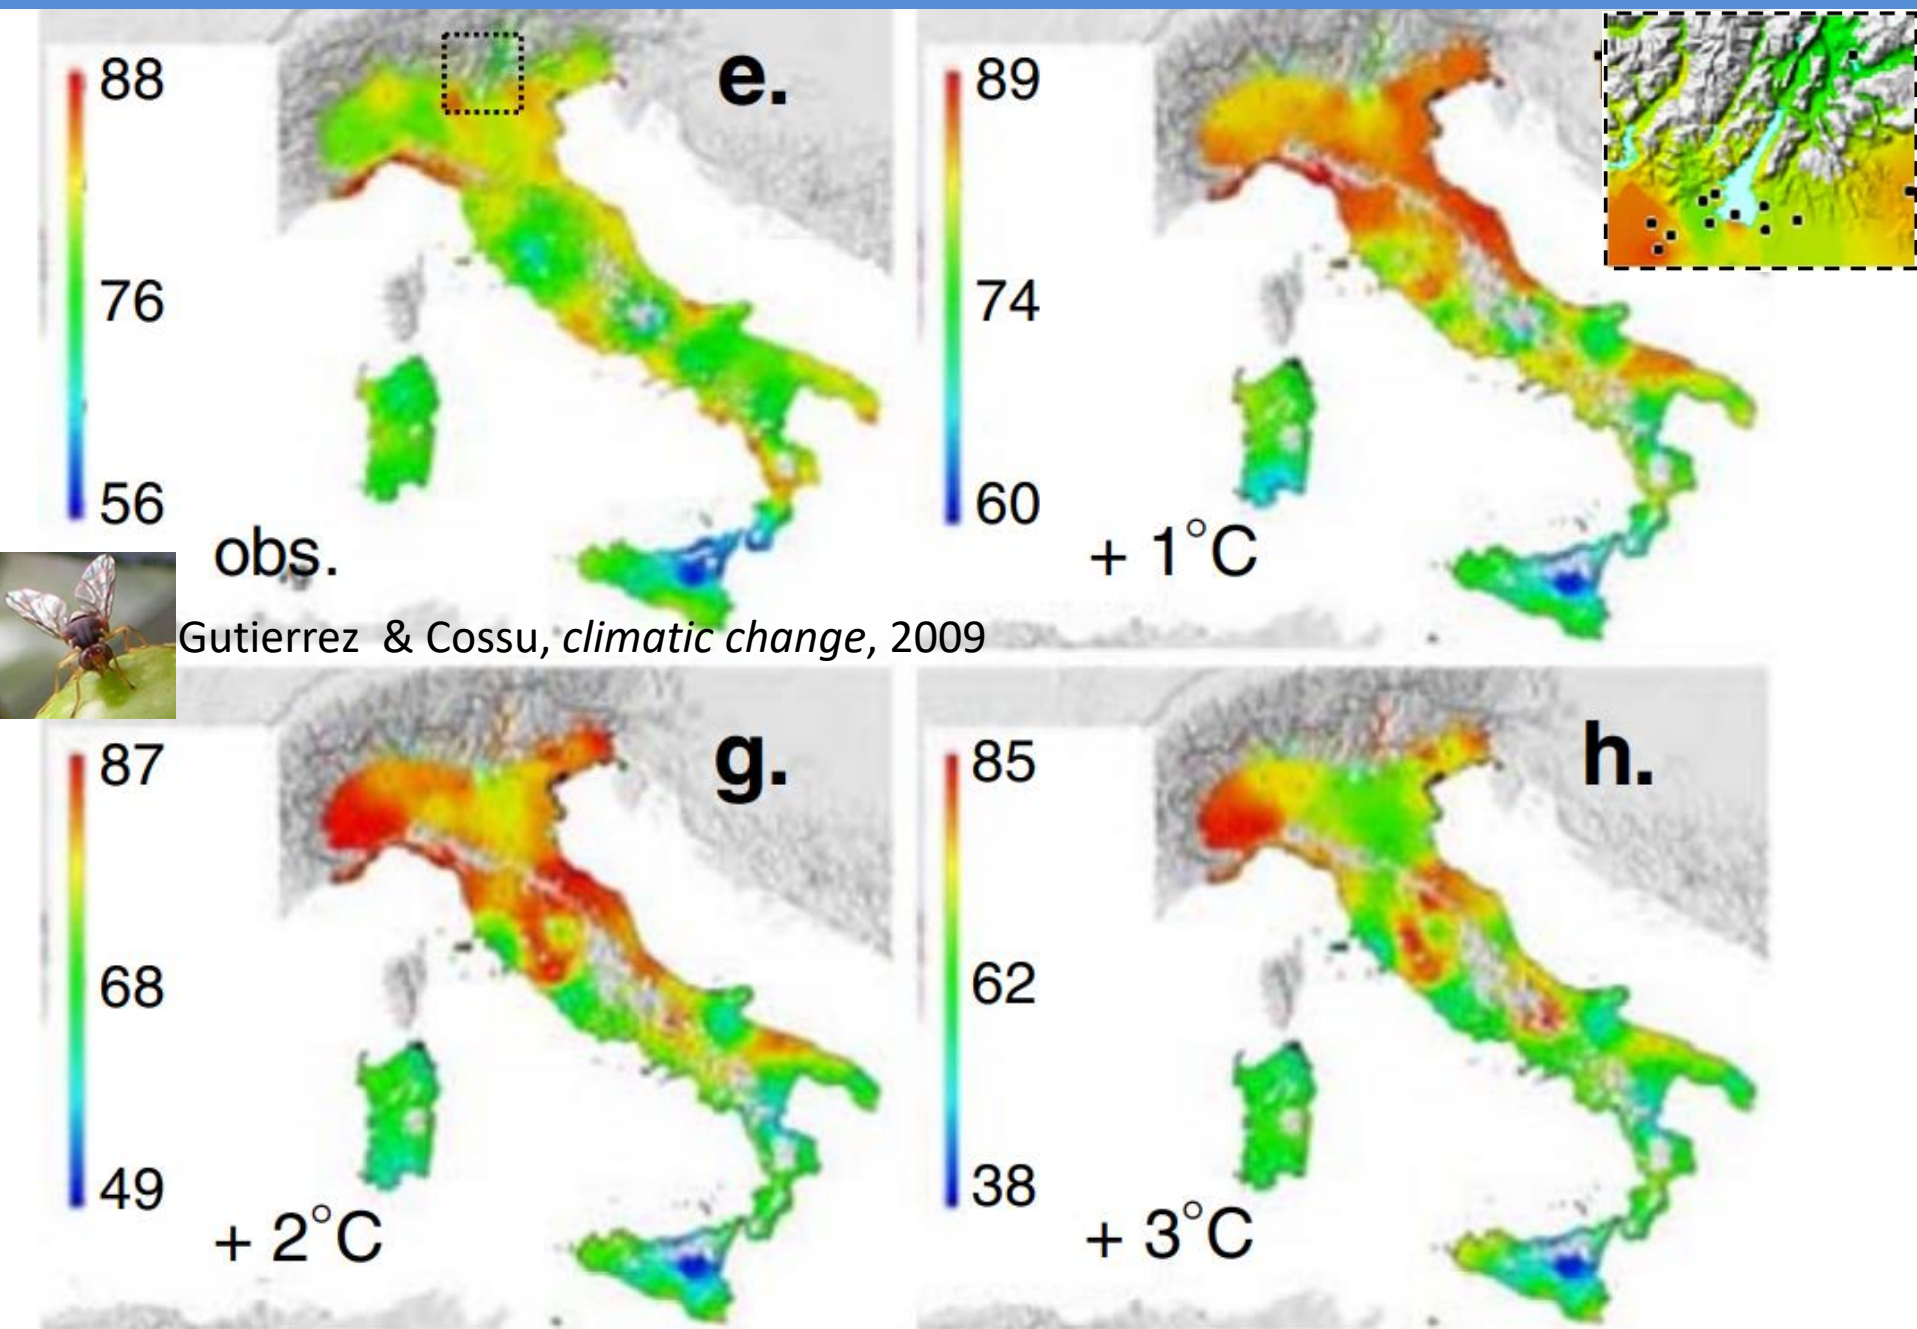 88
76
56
e.
obs.
89
74
60
+ 1°C
Gutierrez & Cossu, climatic change, 2009
87
68
49
g.
+ 2°C
85
62
38
h.
+ 3°C